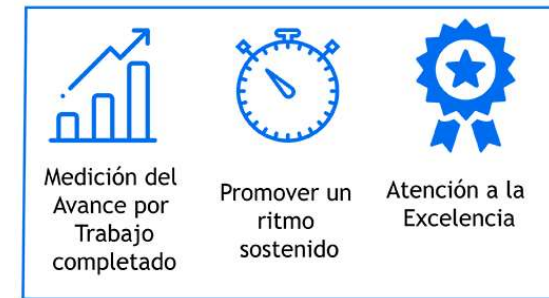 Medición del
Avance por
Trabajo
completado
Promover un
ritmo
sostenido
Atención a la
Excelencia